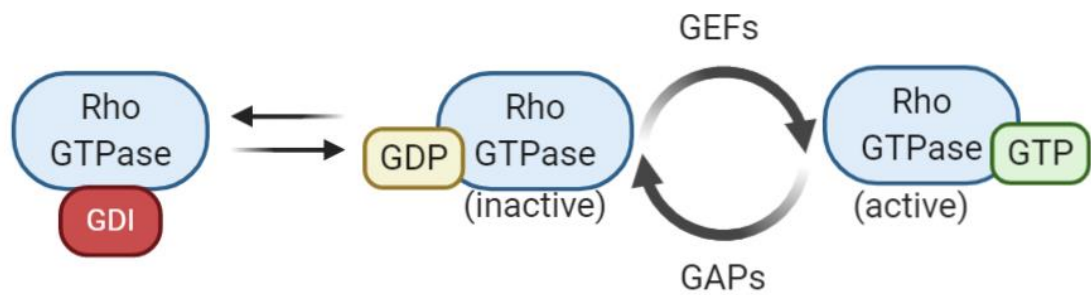 GEFs
Rho
GTPase
GDI
GDP
Rho
GTPase
(inactive)
Rho
GTPase
GTP
(active)
GAPs